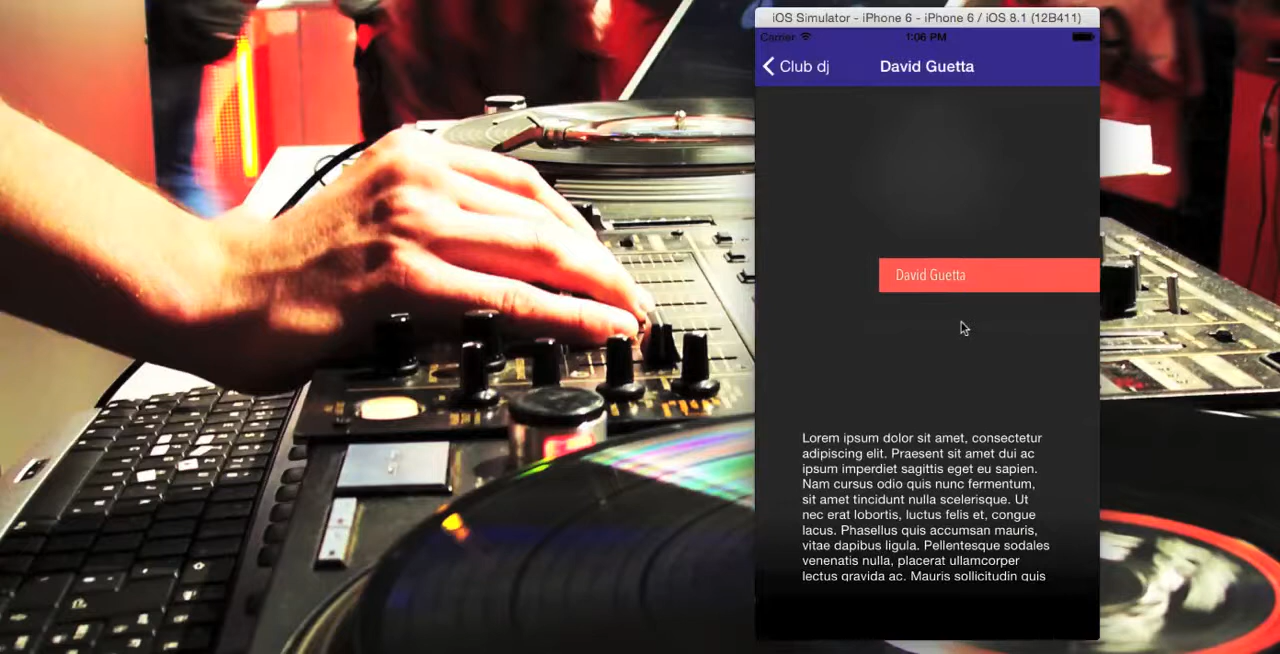 iOS Simulator - iPhone 6 - iPhone 6 / iOS 8.1 (12B411)
Carrier 1:06 PM
Club dj David Guetta
David Guetta
Lorem ipsum dolor sit amet, consectetur
adipiscing elit. Praesent sit amet dui ac
ipsum imperdiet sagittis eget eu sapien.
Nam cursus odio quis nunc fermentum,
sit amet tincidunt nulla scelerisque. Ut
nec erat lobortis, luctus felis et, congue
lacus. Phasellus quis accumsan mauris,
vitae dapibus ligula. Pellentesque sodales
venenatis nulla, placerat ullamcorper
lectus gravida ac. Mauris sollicitudin quis